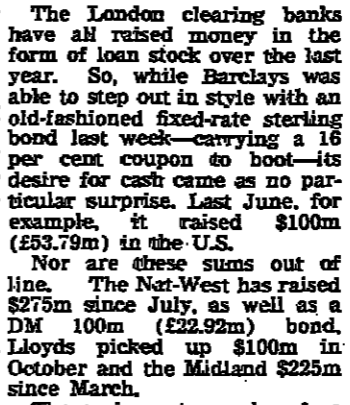 The London clearing banks
have all raised money in the
form of loan stock over the last
year. So, while Barclays was
able to step out in style with an
old-fashioned fixed-rate sterling
bond last week—carrying a 16
per cent coupon to boot—its
desire for cash came as no par-
ticular surprise. Last June, for
example, it raised $100m
(£53.79m) in the U.S.
Nor are these sums out of
line. The Nat-West has raised
$275m since July, as well as a
DM 100m (£22.92m) bond.
Lloyds picked up $100m in
October and the Midland $225m
since March.